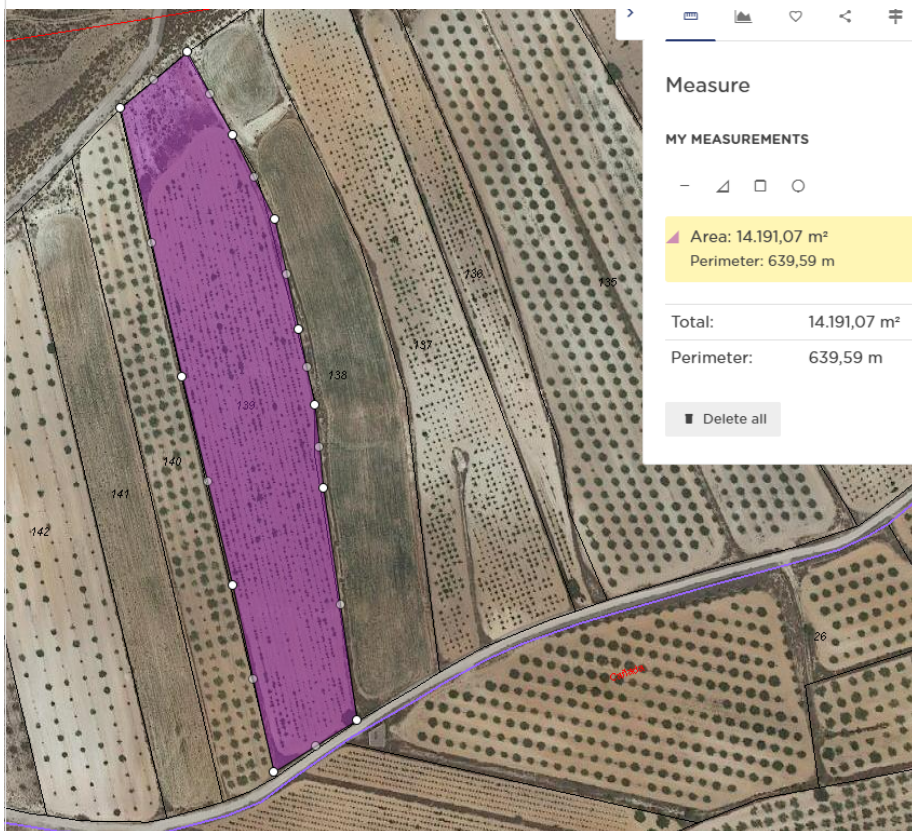 Measure
MY MEASUREMENTS
Area: 14.191,07 m²
Perimeter: 639,59 m
Total: 14.191,07 m²
Perimeter: 639,59 m
Delete all
135
136
137
138
139
140
141
142
26